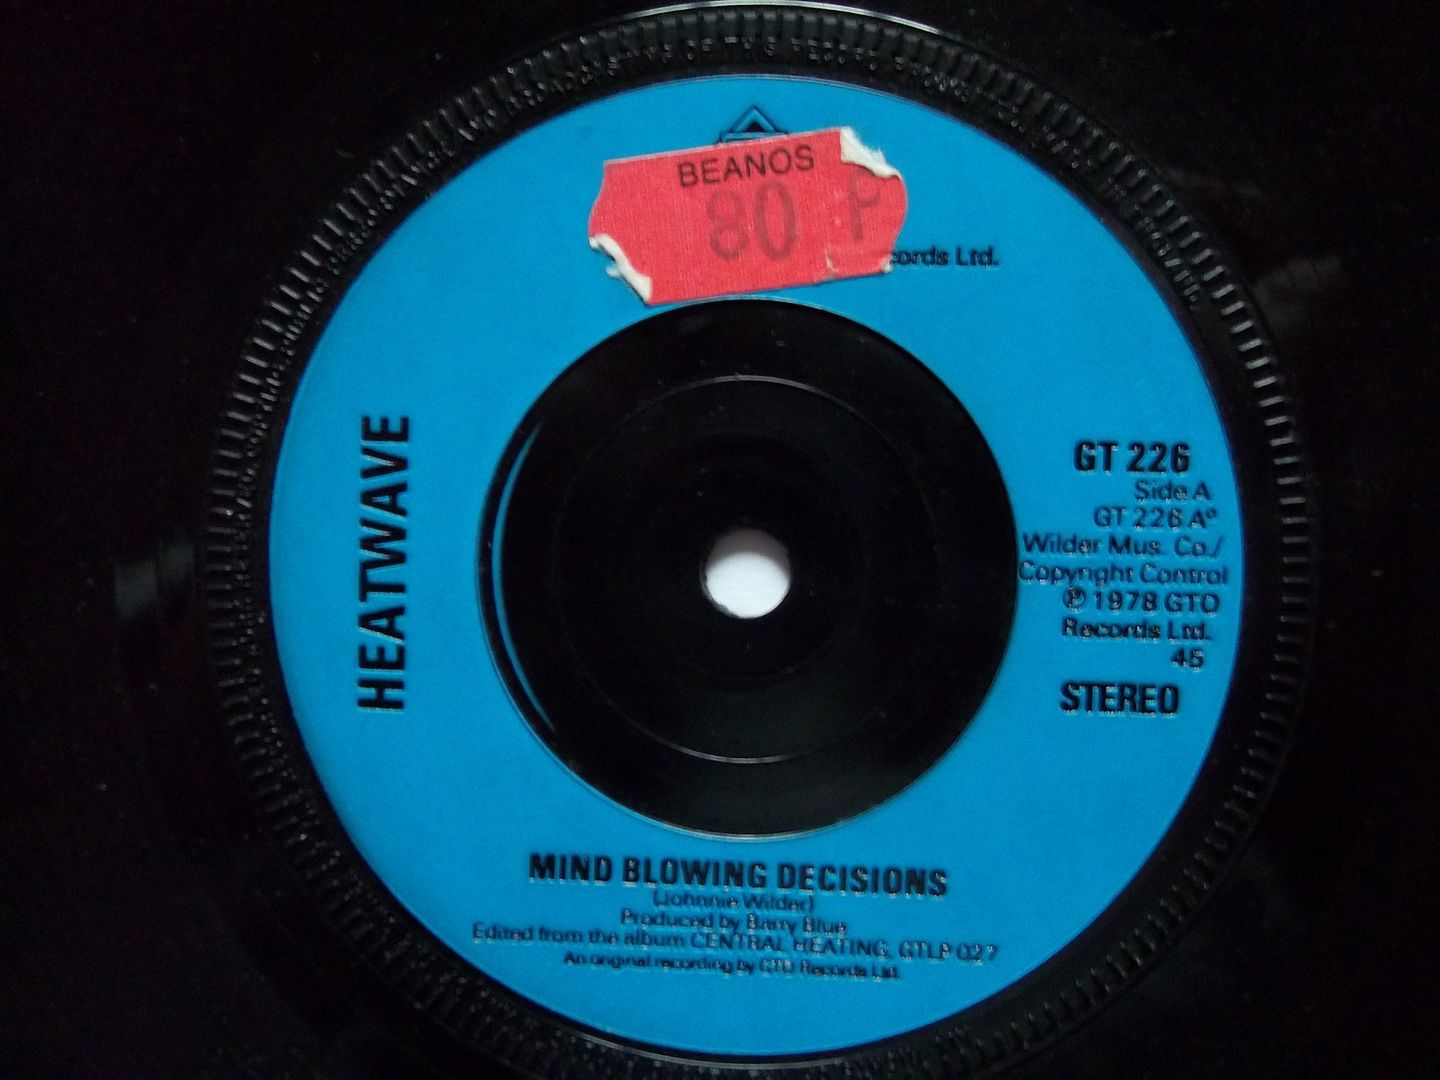 BEANOS
80 P
cords Ltd.
HEATWAVE
GT 226
Side A
GT 226 A°
Wilder Mus. Co./
Copyright Control
℗ 1978 GTO
Records Ltd.
45
STEREO
MIND BLOWING DECISIONS
(Johnnie Wilder)
Produced by Barry Blue
Edited from the album CENTRAL HEATING, GTLP 027
An original recording by GTO Records Ltd.